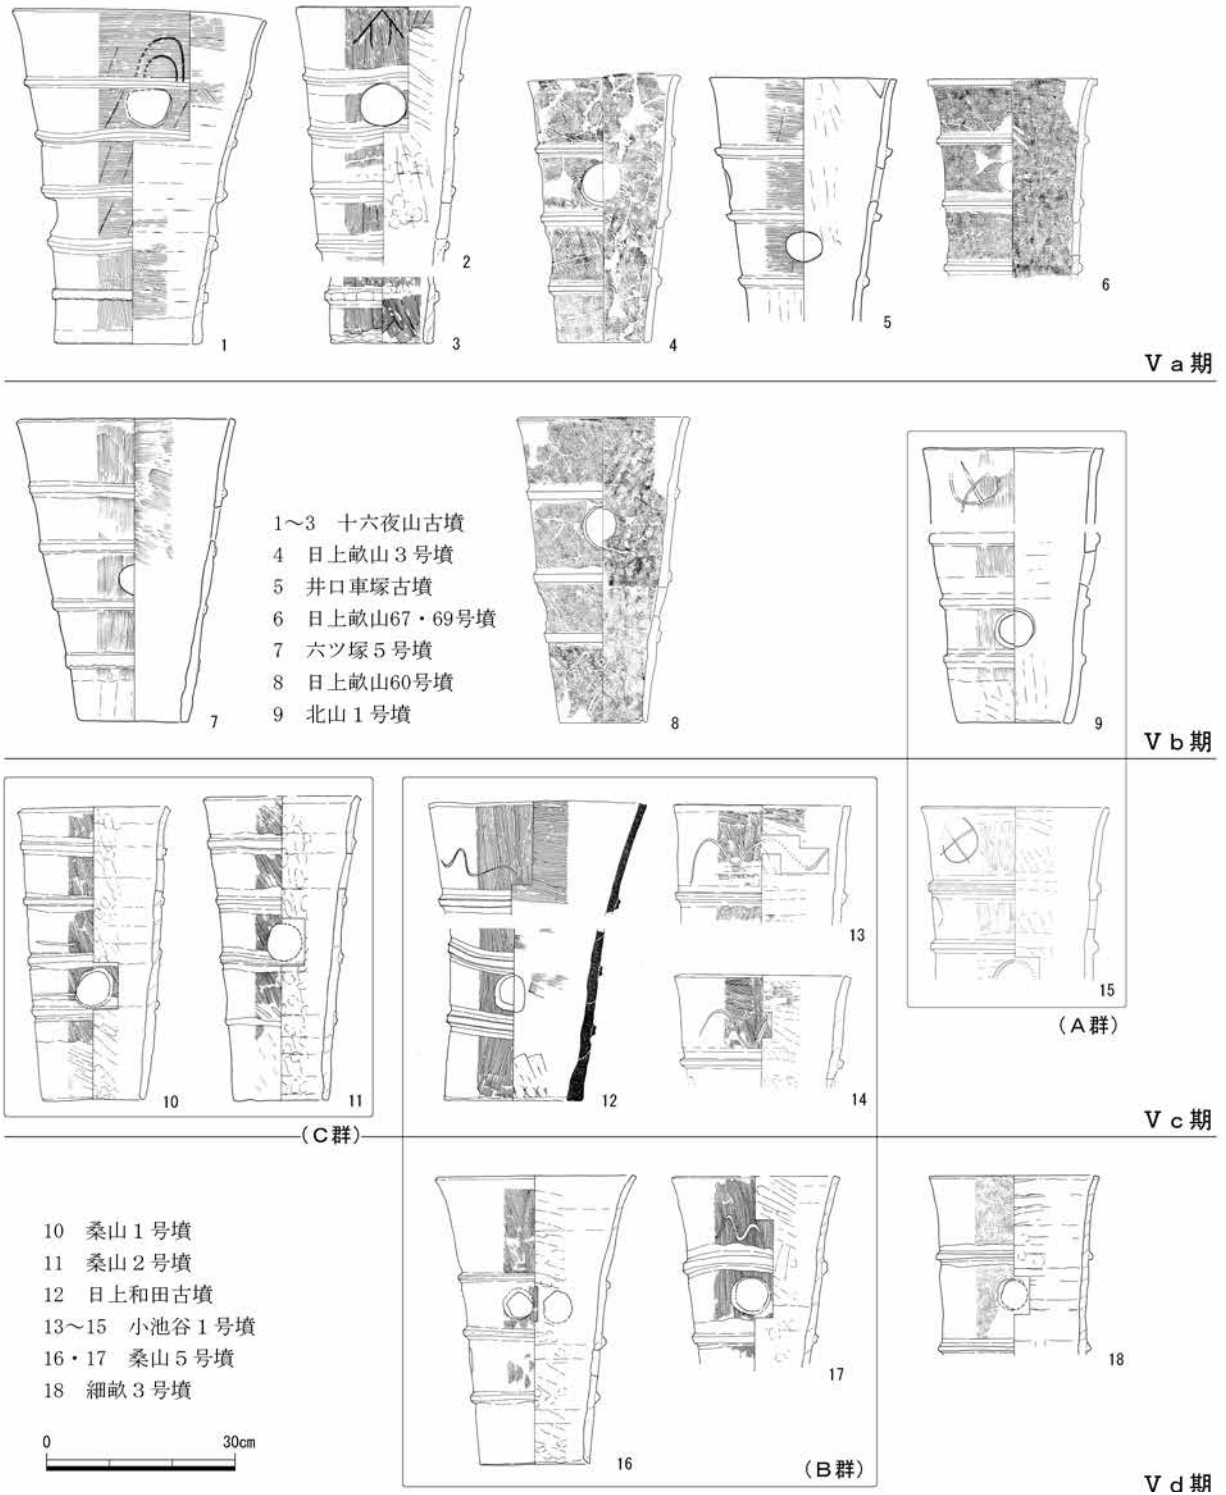 1
2
3
4
5
6
Ⅴa期
7
1～3　十六夜山古墳
4　日上畝山３号墳
5　井口車塚古墳
6　日上畝山67・69号墳
7　六ツ塚５号墳
8　日上畝山60号墳
9　北山１号墳
8
9
Ⅴb期
10
11
(C群)
12
13
14
15
(A群)
Ⅴc期
10　桑山１号墳
11　桑山２号墳
12　日上和田古墳
13～15　小池谷１号墳
16・17　桑山５号墳
18　細畝３号墳
0　30cm
16
17
(B群)
18
Ⅴd期